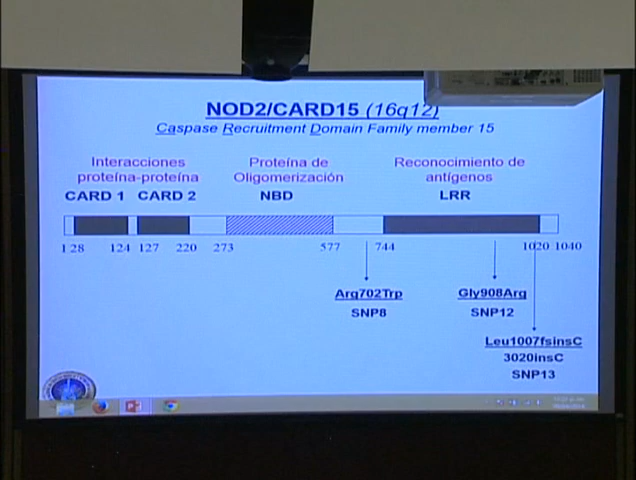 NOD2/CARD15 (16q12)
Caspase Recruitment Domain Family member 15
Interacciones proteína-proteína
Proteína de Oligomerización
Reconocimiento de antígenos
CARD 1 CARD 2 NBD LRR
1 28 124 127 220 273 577 744 1020 1040
Arg702Trp
SNP8
Gly908Arg
SNP12
Leu1007fsinsC
3020insC
SNP13